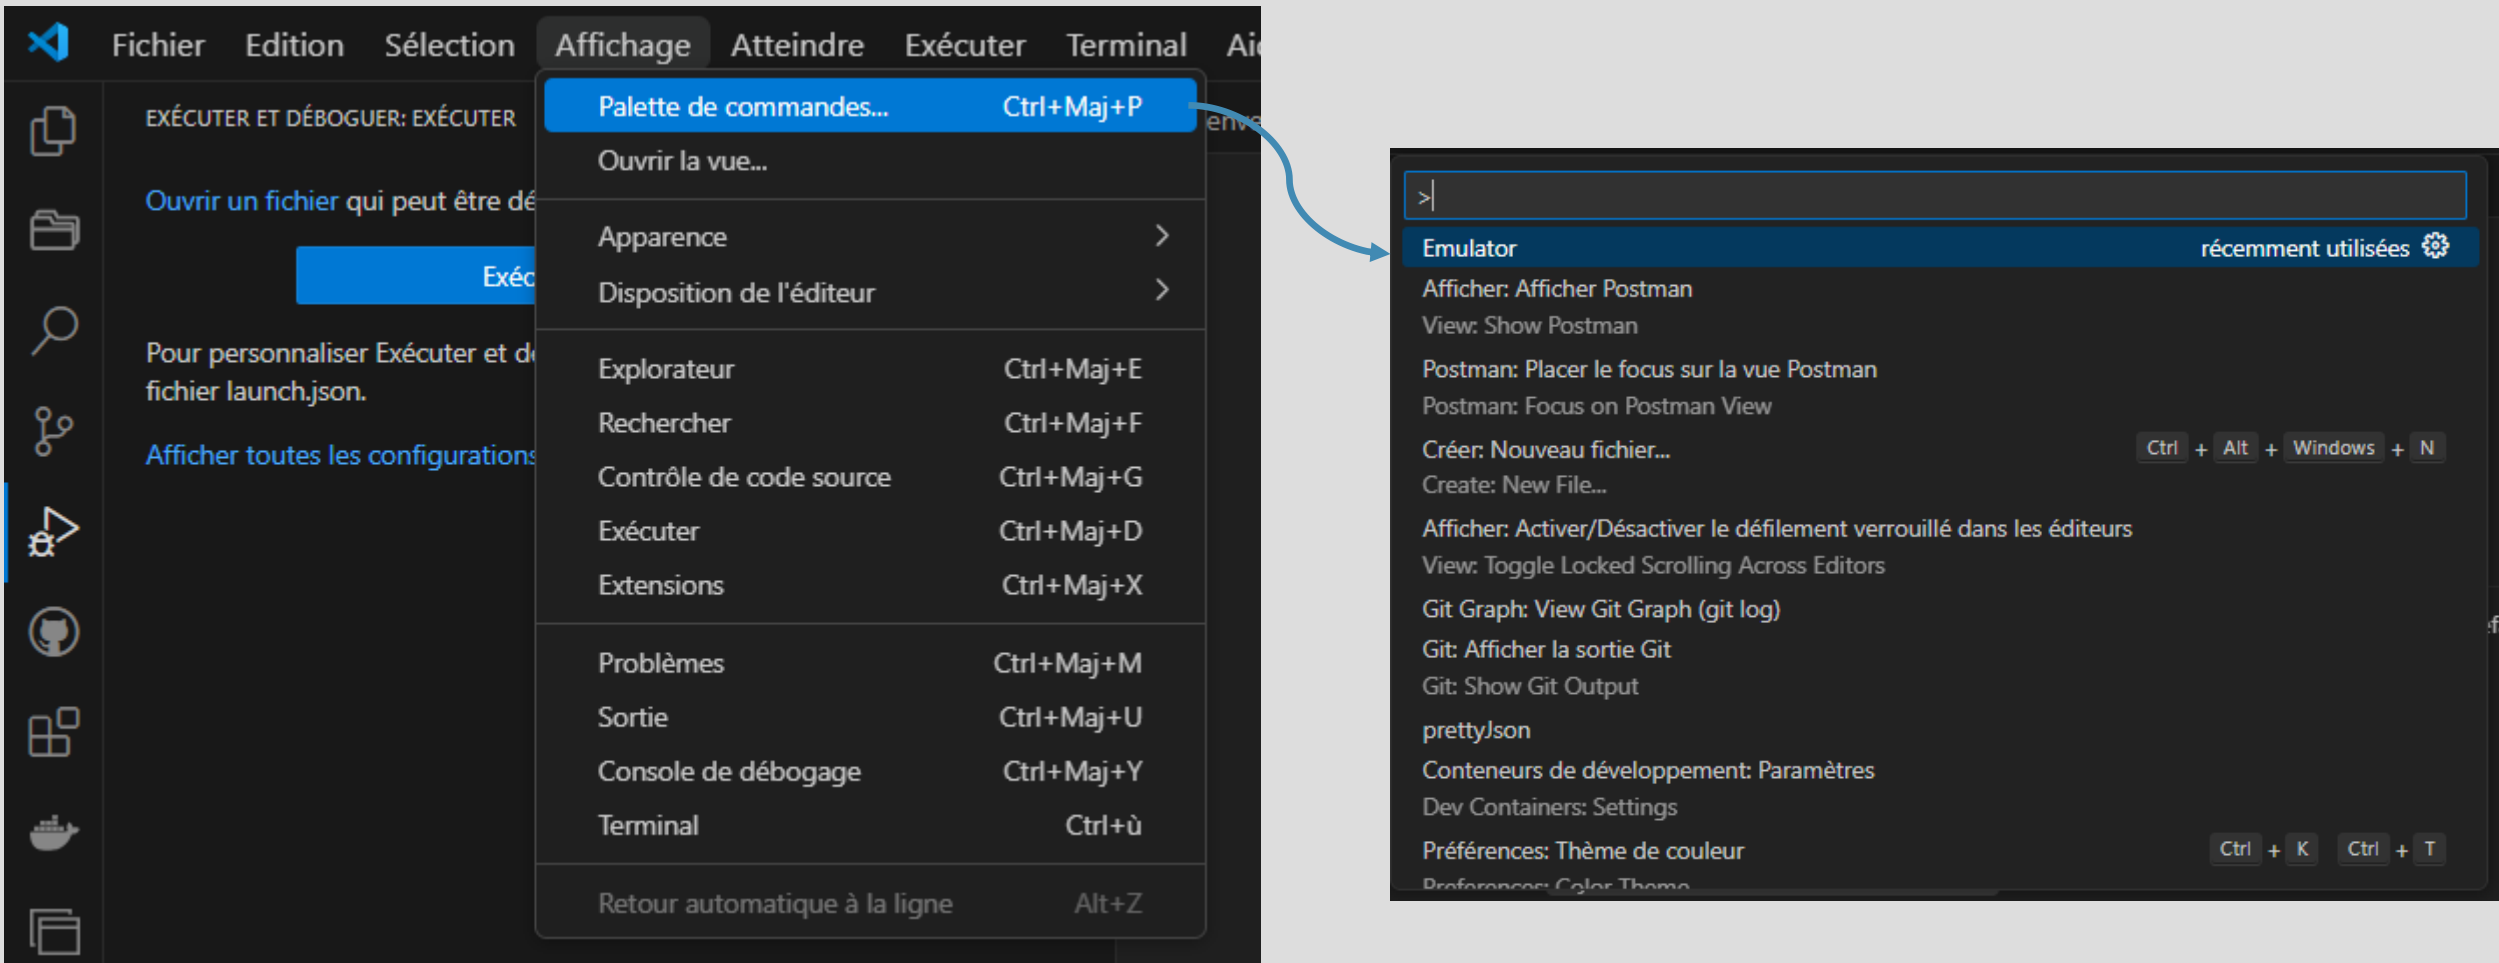 Fichier Edition Sélection Affichage Atteindre Exécuter Terminal
EXÉCUTER ET DÉBOGUER: EXÉCUTER
Ouvrir un fichier qui peut être
Pour personnaliser Exécuter et
fichier launch.json.
Afficher toutes les configurations
Palette de commandes... Ctrl+Maj+P
Ouvrir la vue...
Apparence
Disposition de l'éditeur
Explorateur Ctrl+Maj+E
Rechercher Ctrl+Maj+F
Contrôle de code source Ctrl+Maj+G
Exécuter Ctrl+Maj+D
Extensions Ctrl+Maj+X
Problèmes Ctrl+Maj+M
Sortie Ctrl+Maj+U
Console de débogage Ctrl+Maj+Y
Terminal Ctrl+ù
Retour automatique à la ligne Alt+Z
>
Emulator récemment utilisées
Afficher: Afficher Postman
View: Show Postman
Postman: Placer le focus sur la vue Postman
Postman: Focus on Postman View
Créer: Nouveau fichier... Ctrl + Alt + Windows + N
Create: New File...
Afficher: Activer/Désactiver le défilement verrouillé dans les éditeurs
View: Toggle Locked Scrolling Across Editors
Git Graph: View Git Graph (git log)
Git: Afficher la sortie Git
Git: Show Git Output
prettyJson
Conteneurs de développement: Paramètres
Dev Containers: Settings
Préférences: Thème de couleur Ctrl + K Ctrl + T
Preferences: Color Theme